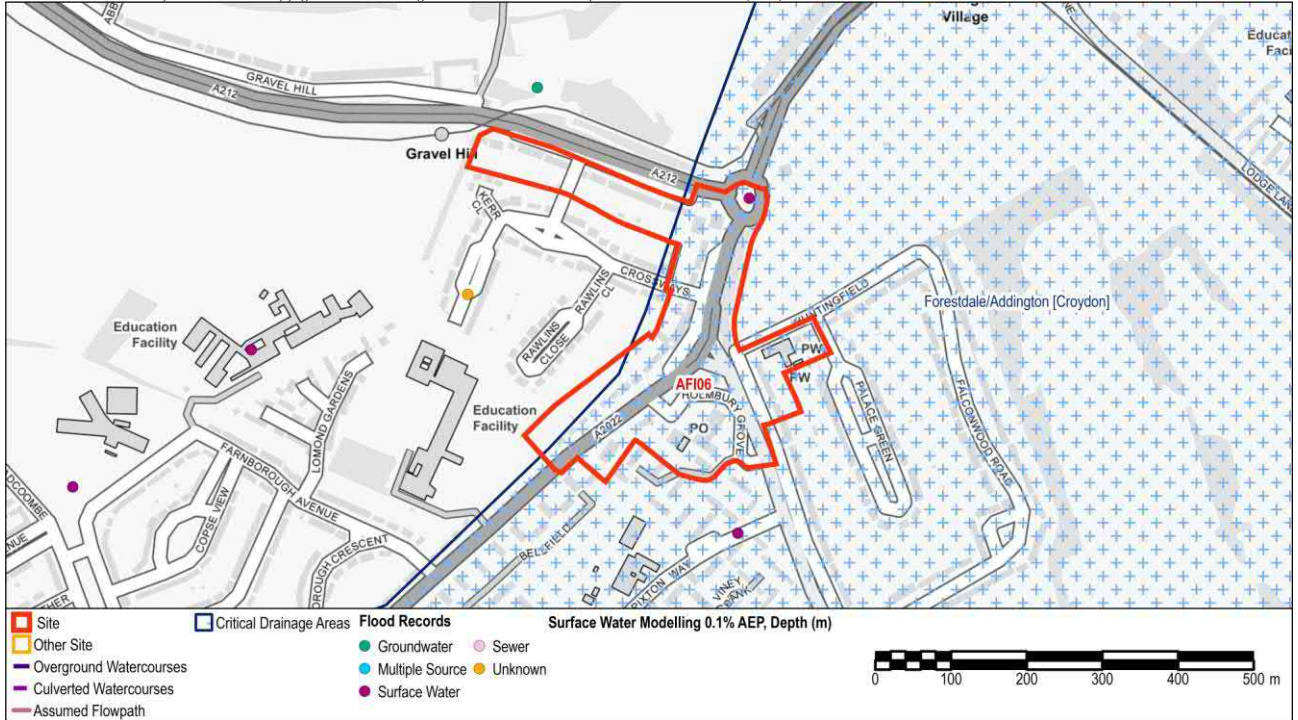 Village
Educat
Faci
ABB
GRAVEL HILL
A212
Gravel Hill
A212
LODGE LANE
KERR
CL
CROSSWAYS
RAWLINS
CL
RAWLINS
CLOSE
HUNTINGFIELD
Forestdale/Addington [Croydon]
PW
PW
Education
Facility
AFI06
HOLMBURY
GROVE
PALACE GREEN
FALCONWOOD ROAD
Education
Facility
LOMOND GARDENS
A2022
PO
FARNBOROUGH AVENUE
COPSE VIEW
OROUGH CRESCENT
PIXTON WAY
VINEY
BANK
Site
Other Site
Overground Watercourses
Culverted Watercourses
Assumed Flowpath
Critical Drainage Areas
Flood Records
Groundwater
Multiple Source
Surface Water
Sewer
Unknown
Surface Water Modelling 0.1% AEP, Depth (m)
0 100 200 300 400 500 m